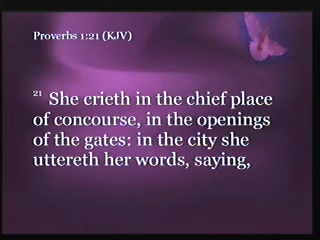 Proverbs 1:21 (KJV)
21 She crieth in the chief place
of concourse, in the openings
of the gates: in the city she
uttereth her words, saying,